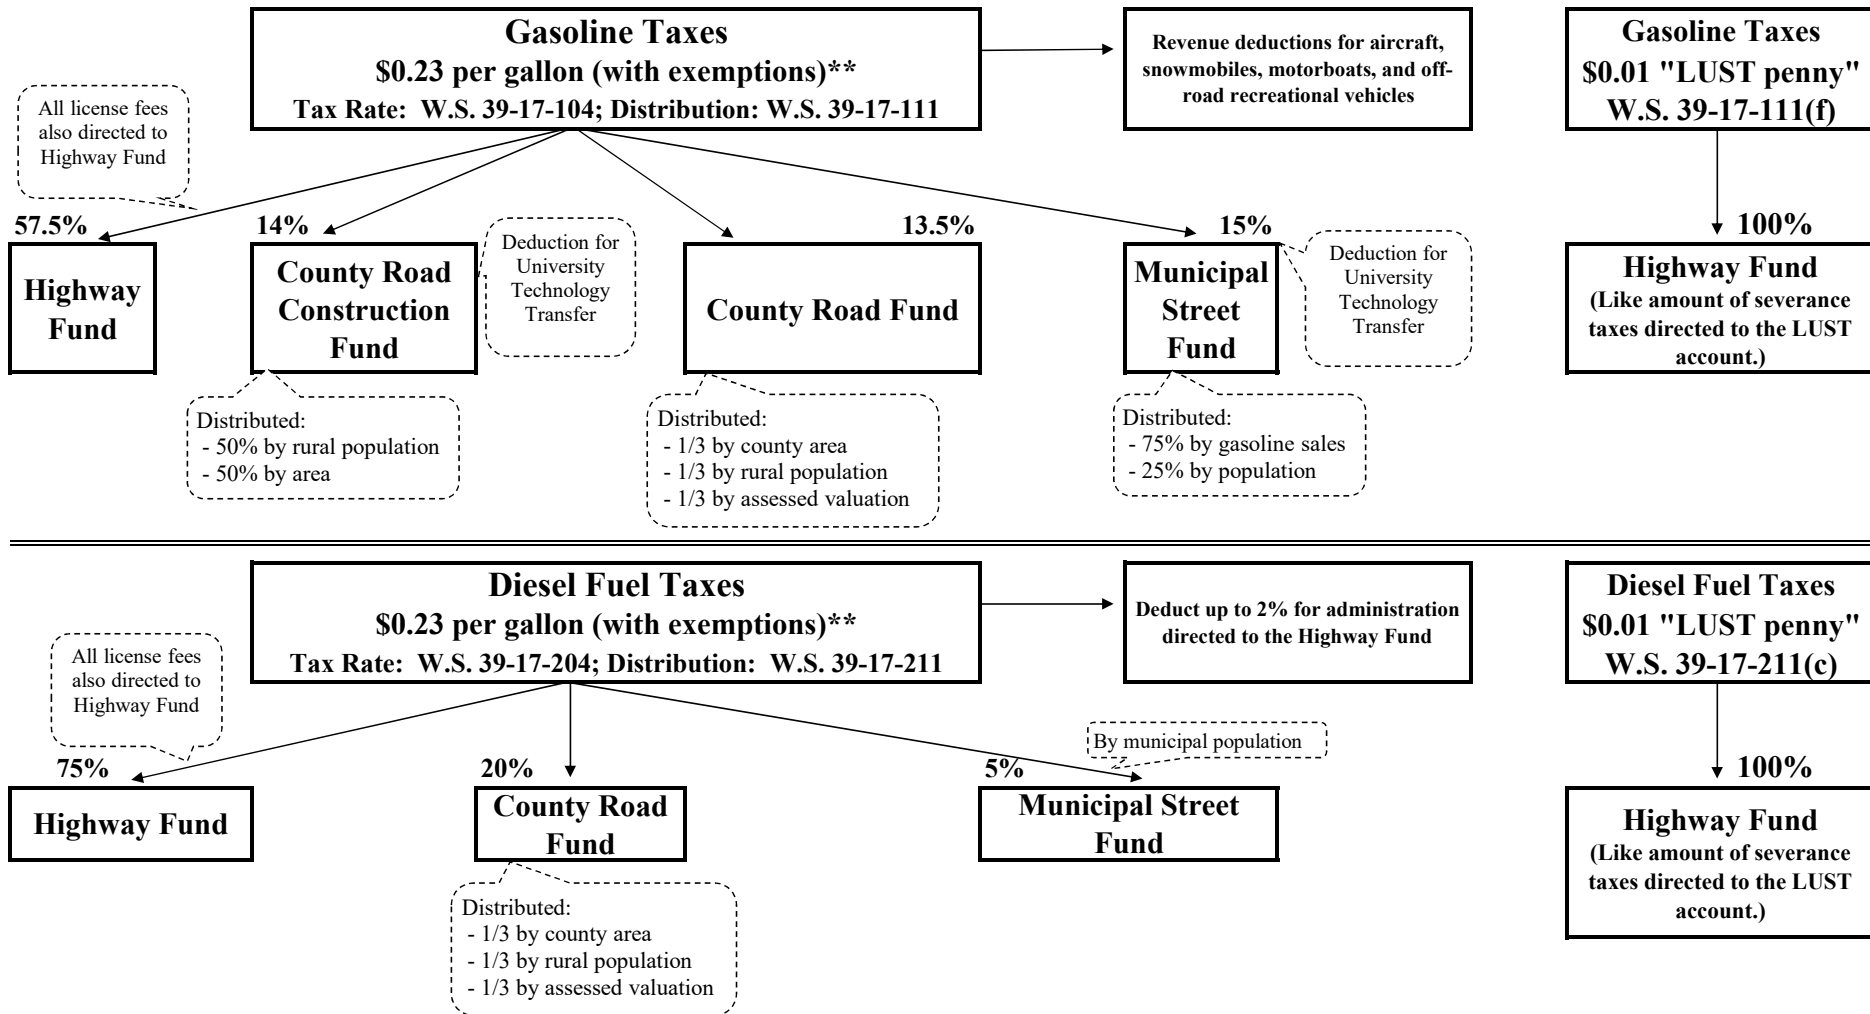 Gasoline Taxes
$0.23 per gallon (with exemptions)**
Tax Rate:  W.S. 39-17-104; Distribution: W.S. 39-17-111
Revenue deductions for aircraft,
snowmobiles, motorboats, and off-
road recreational vehicles
Gasoline Taxes
$0.01 "LUST penny"
W.S. 39-17-111(f)
All license fees
also directed to
Highway Fund
57.5%
14%
13.5%
15%
100%
Highway
Fund
County Road
Construction
Fund
Deduction for
University
Technology
Transfer
County Road Fund
Municipal
Street
Fund
Deduction for
University
Technology
Transfer
Highway Fund
(Like amount of severance
taxes directed to the LUST
account.)
Distributed:
- 50% by rural population
- 50% by area
Distributed:
- 1/3 by county area
- 1/3 by rural population
- 1/3 by assessed valuation
Distributed:
- 75% by gasoline sales
- 25% by population
Diesel Fuel Taxes
$0.23 per gallon (with exemptions)**
Tax Rate:  W.S. 39-17-204; Distribution:  W.S. 39-17-211
Deduct up to 2% for administration
directed to the Highway Fund
Diesel Fuel Taxes
$0.01 "LUST penny"
W.S. 39-17-211(c)
All license fees
also directed to
Highway Fund
By municipal population
75%
20%
5%
100%
Highway Fund
County Road
Fund
Municipal Street
Fund
Highway Fund
(Like amount of severance
taxes directed to the LUST
account.)
Distributed:
- 1/3 by county area
- 1/3 by rural population
- 1/3 by assessed valuation